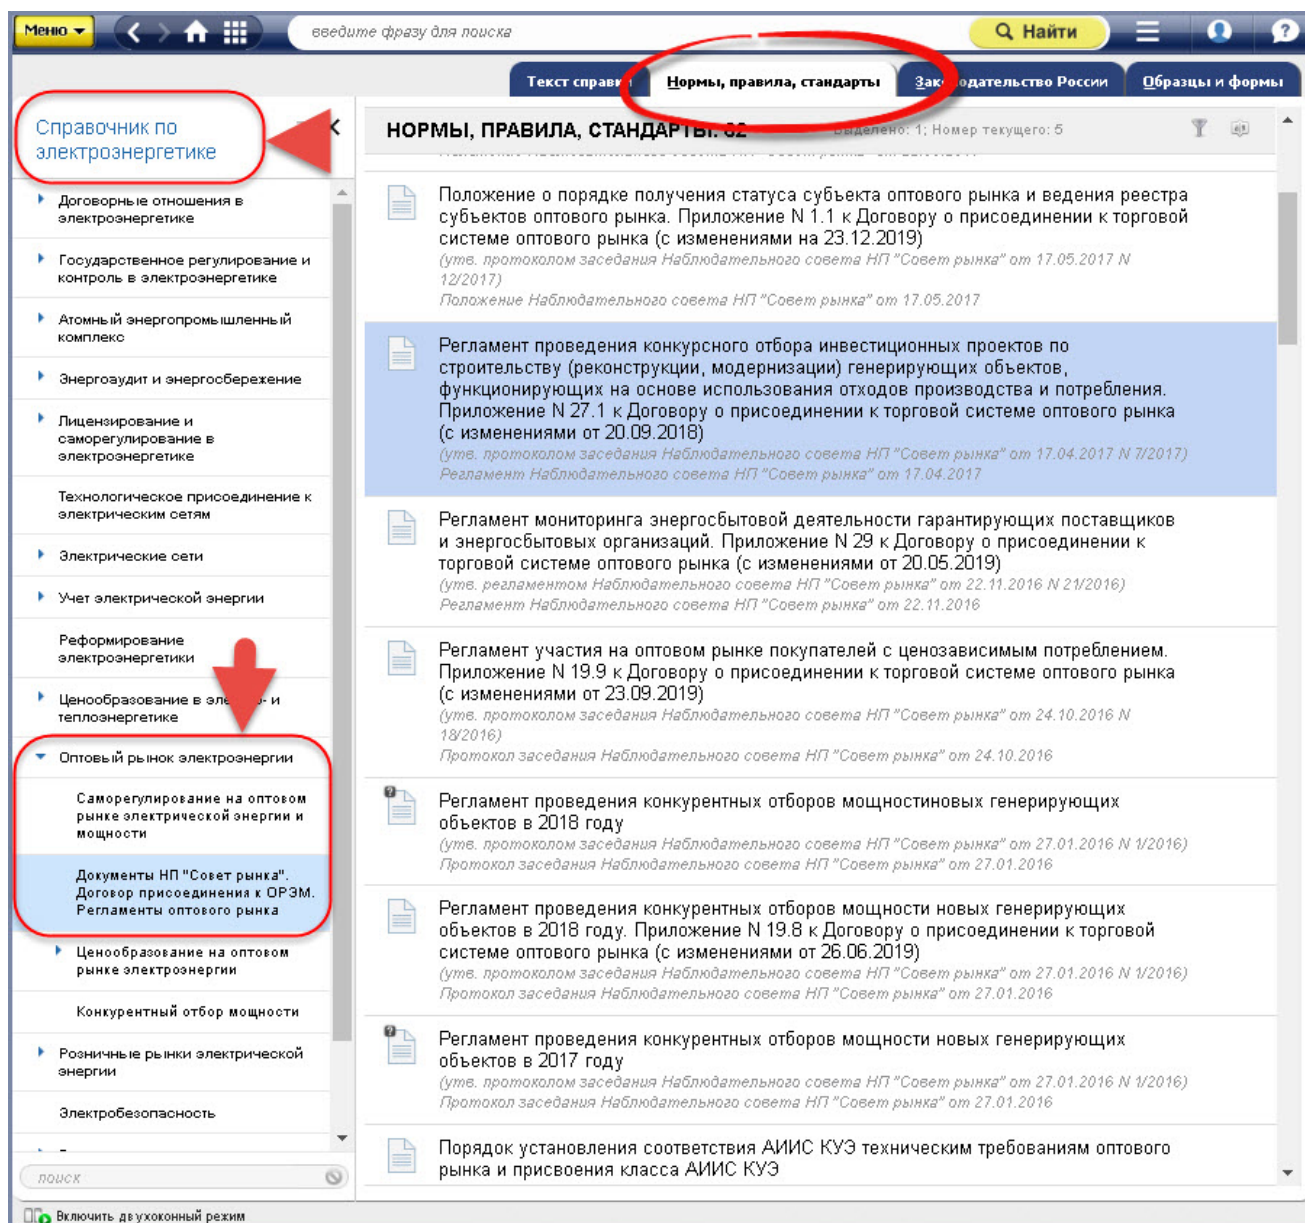 Меню
введите фразу для поиска
Найти
Текст справ
Нормы, правила, стандарты
Зак
одательство России
Образцы и формы
Справочник по
электроэнергетике
Договорные отношения в
электроэнергетике
Государственное регулирование и
контроль в электроэнергетике
Атомный энергопромышленный
комплекс
Энергоаудит и энергосбережение
Лицензирование и
саморегулирование в
электроэнергетике
Технологическое присоединение к
электрическим сетям
Электрические сети
Учет электрической энергии
Реформирование
электроэнергетики
Ценообразование в эле - и
теплоэнергетике
Оптовый рынок электроэнергии
Саморегулирование на оптовом
рынке электрической энергии и
мощности
Документы НП "Совет рынка".
Договор присоединения к ОРЭМ.
Регламенты оптового рынка
Ценообразование на оптовом
рынке электроэнергии
Конкурентный отбор мощности
Розничные рынки электрической
энергии
Электробезопасность
поиск
Включить двухоконный режим
НОРМЫ, ПРАВИЛА, СТАНДАРТЫ: 82
Выделено: 1; Номер текущего: 5
Положение о порядке получения статуса субъекта оптового рынка и ведения реестра
субъектов оптового рынка. Приложение N 1.1 к Договору о присоединении к торговой
системе оптового рынка (с изменениями на 23.12.2019)
(утв. протоколом заседания Наблюдательного совета НП "Совет рынка" от 17.05.2017 N
12/2017)
Положение Наблюдательного совета НП "Совет рынка" от 17.05.2017
Регламент проведения конкурсного отбора инвестиционных проектов по
строительству (реконструкции, модернизации) генерирующих объектов,
функционирующих на основе использования отходов производства и потребления.
Приложение N 27.1 к Договору о присоединении к торговой системе оптового рынка
(с изменениями от 20.09.2018)
(утв. протоколом заседания Наблюдательного совета НП "Совет рынка" от 17.04.2017 N 7/2017)
Регламент Наблюдательного совета НП "Совет рынка" от 17.04.2017
Регламент мониторинга энергосбытовой деятельности гарантирующих поставщиков
и энергосбытовых организаций. Приложение N 29 к Договору о присоединении к
торговой системе оптового рынка (с изменениями от 20.05.2019)
(утв. регламентом Наблюдательного совета НП "Совет рынка" от 22.11.2016 N 21/2016)
Регламент Наблюдательного совета НП "Совет рынка" от 22.11.2016
Регламент участия на оптовом рынке покупателей с ценозависимым потреблением.
Приложение N 19.9 к Договору о присоединении к торговой системе оптового рынка
(с изменениями от 23.09.2019)
(утв. протоколом заседания Наблюдательного совета НП "Совет рынка" от 24.10.2016 N
18/2016)
Протокол заседания Наблюдательного совета НП "Совет рынка" от 24.10.2016
Регламент проведения конкурентных отборов мощностиновых генерирующих
объектов в 2018 году
(утв. протоколом заседания Наблюдательного совета НП "Совет рынка" от 27.01.2016 N 1/2016)
Протокол заседания Наблюдательного совета НП "Совет рынка" от 27.01.2016
Регламент проведения конкурентных отборов мощности новых генерирующих
объектов в 2018 году. Приложение N 19.8 к Договору о присоединении к торговой
системе оптового рынка (с изменениями от 26.06.2019)
(утв. протоколом заседания Наблюдательного совета НП "Совет рынка" от 27.01.2016 N 1/2016)
Протокол заседания Наблюдательного совета НП "Совет рынка" от 27.01.2016
Регламент проведения конкурентных отборов мощности новых генерирующих
объектов в 2017 году
(утв. протоколом заседания Наблюдательного совета НП "Совет рынка" от 27.01.2016 N 1/2016)
Протокол заседания Наблюдательного совета НП "Совет рынка" от 27.01.2016
Порядок установления соответствия АИИС КУЭ техническим требованиям оптового
рынка и присвоения класса АИИС КУЭ